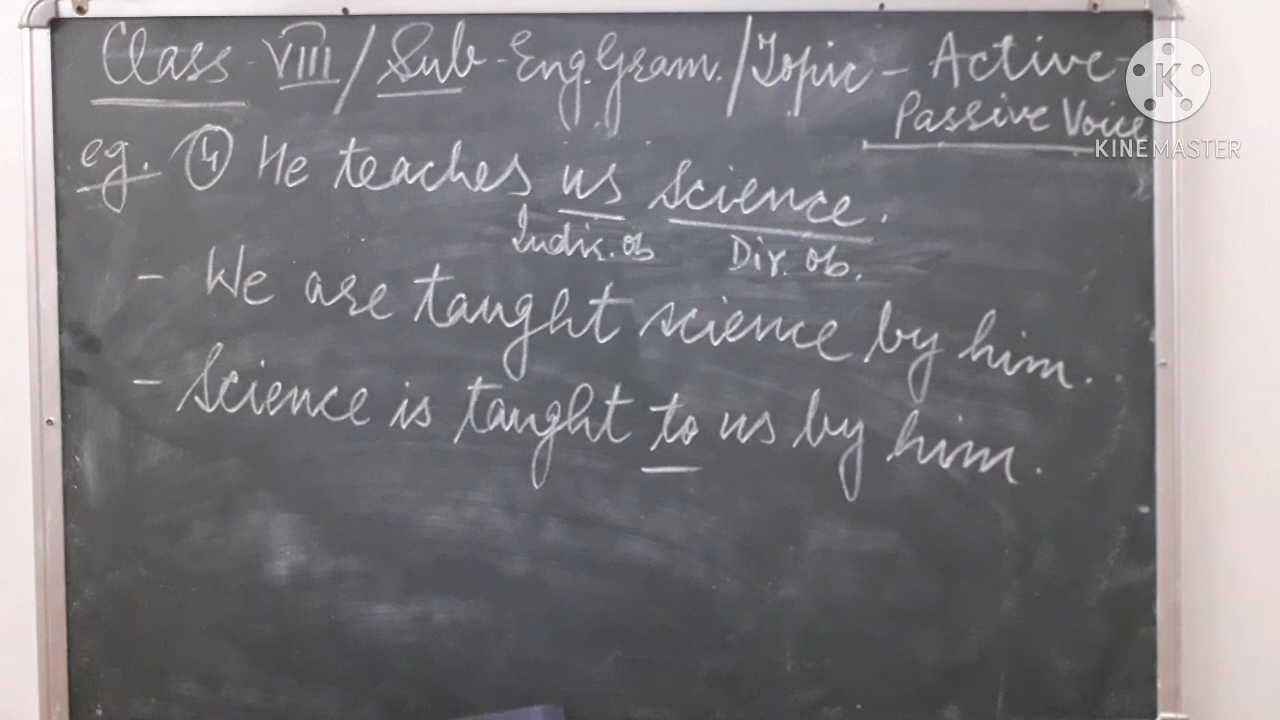 Class - VIII / Sub - Eng. Gram. / Topic - Active-
Passive Voice
KINEMASTER
eg. (4) He teaches us science.
Indir. ob Dir. ob.
- We are taught science by him.
- Science is taught to us by him.